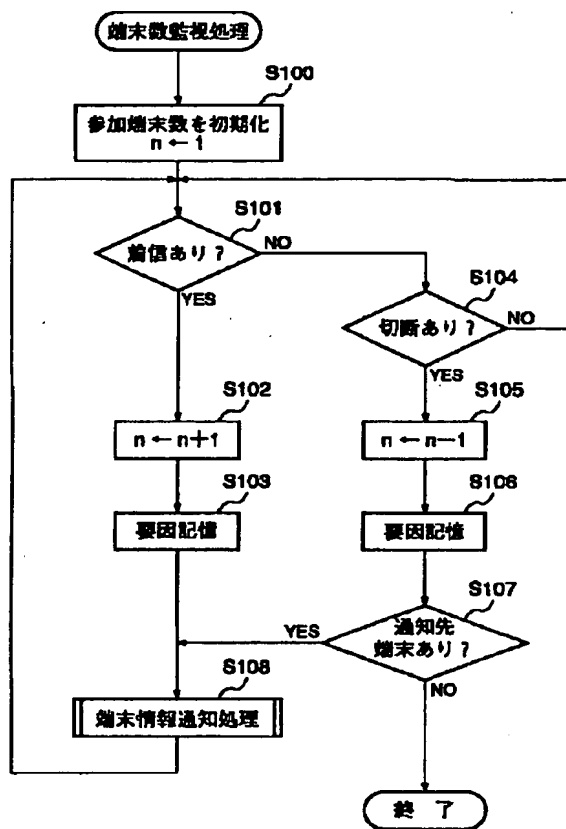 端末数監視処理
S100
参加端末数を初期化
n ← 1
S101
着信あり？
NO
YES
S104
切断あり？
NO
YES
S102
n ← n＋1
S105
n ← n－1
S103
要因記憶
S106
要因記憶
S107
通知先
端末あり？
YES
NO
S108
端末情報通知処理
終了